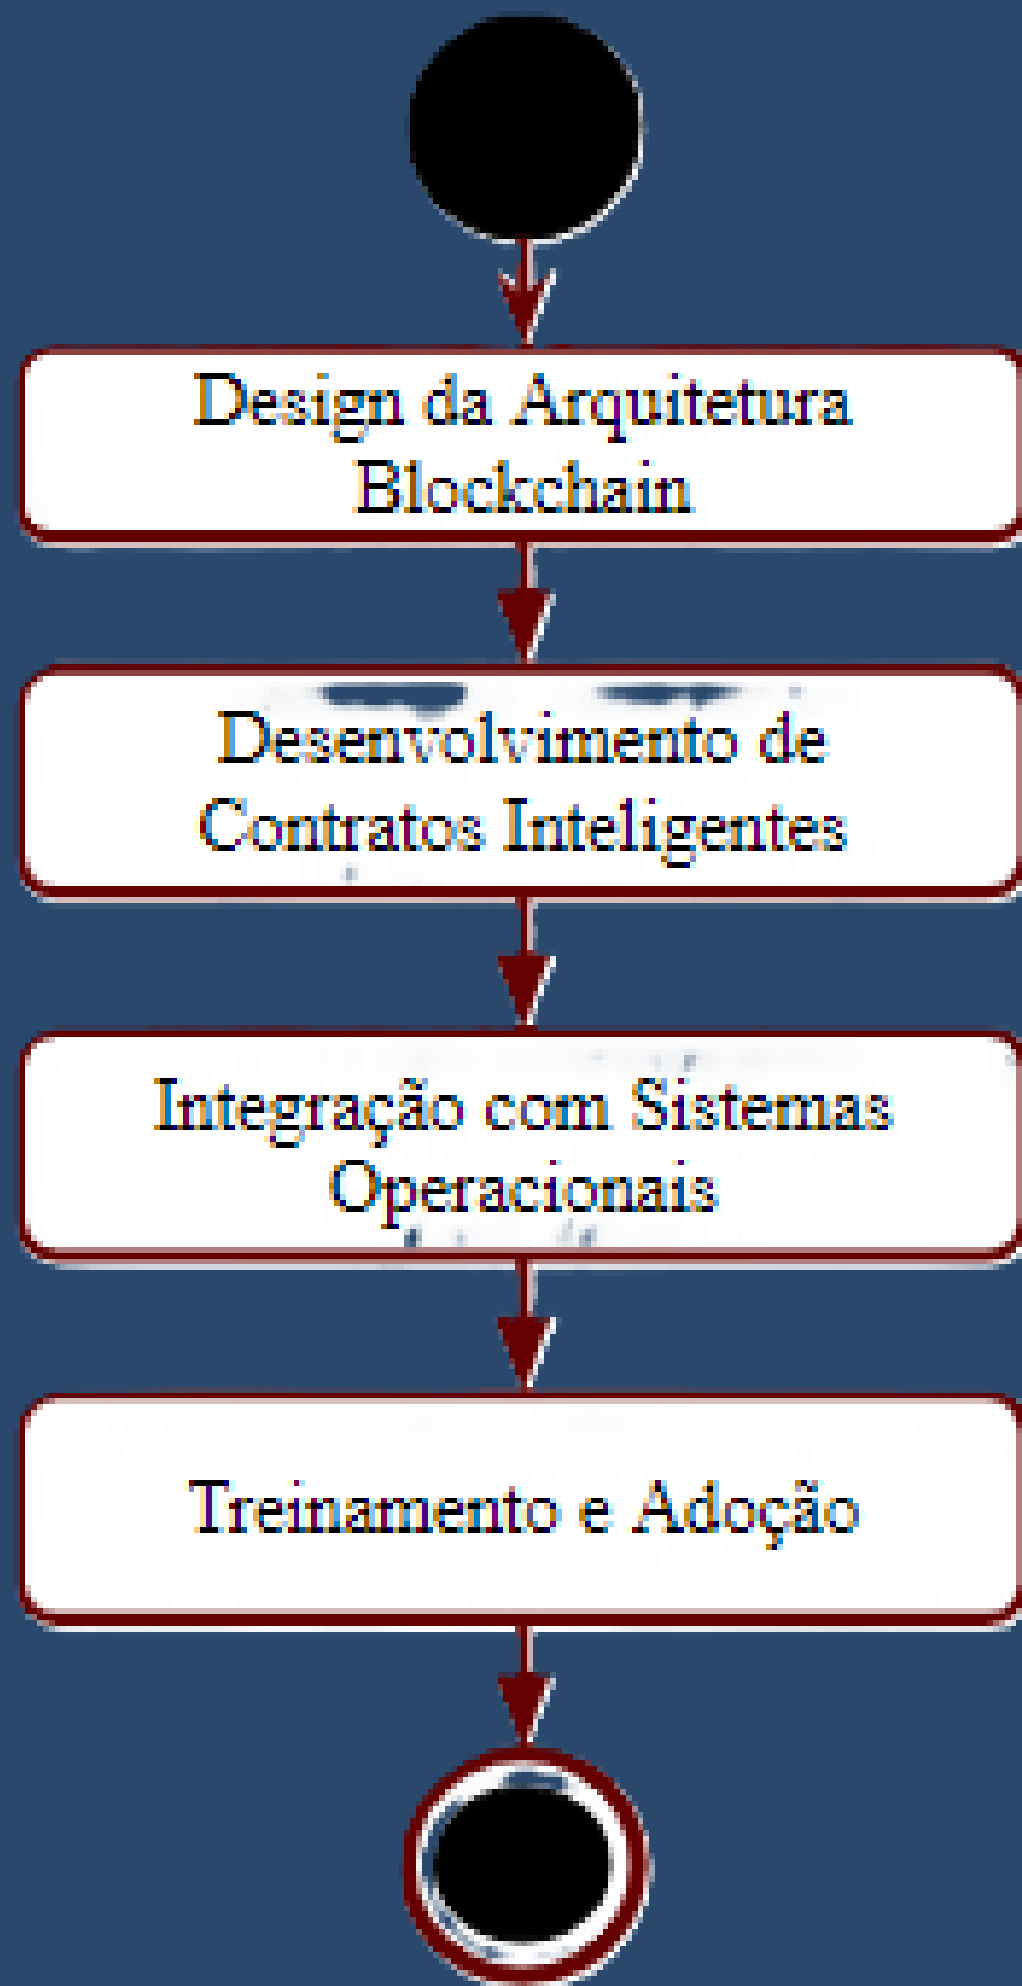 Design da Arquitetura
Blockchain
Desenvolvimento de
Contratos Inteligentes
Integração com Sistemas
Operacionais
Treinamento e Adoção